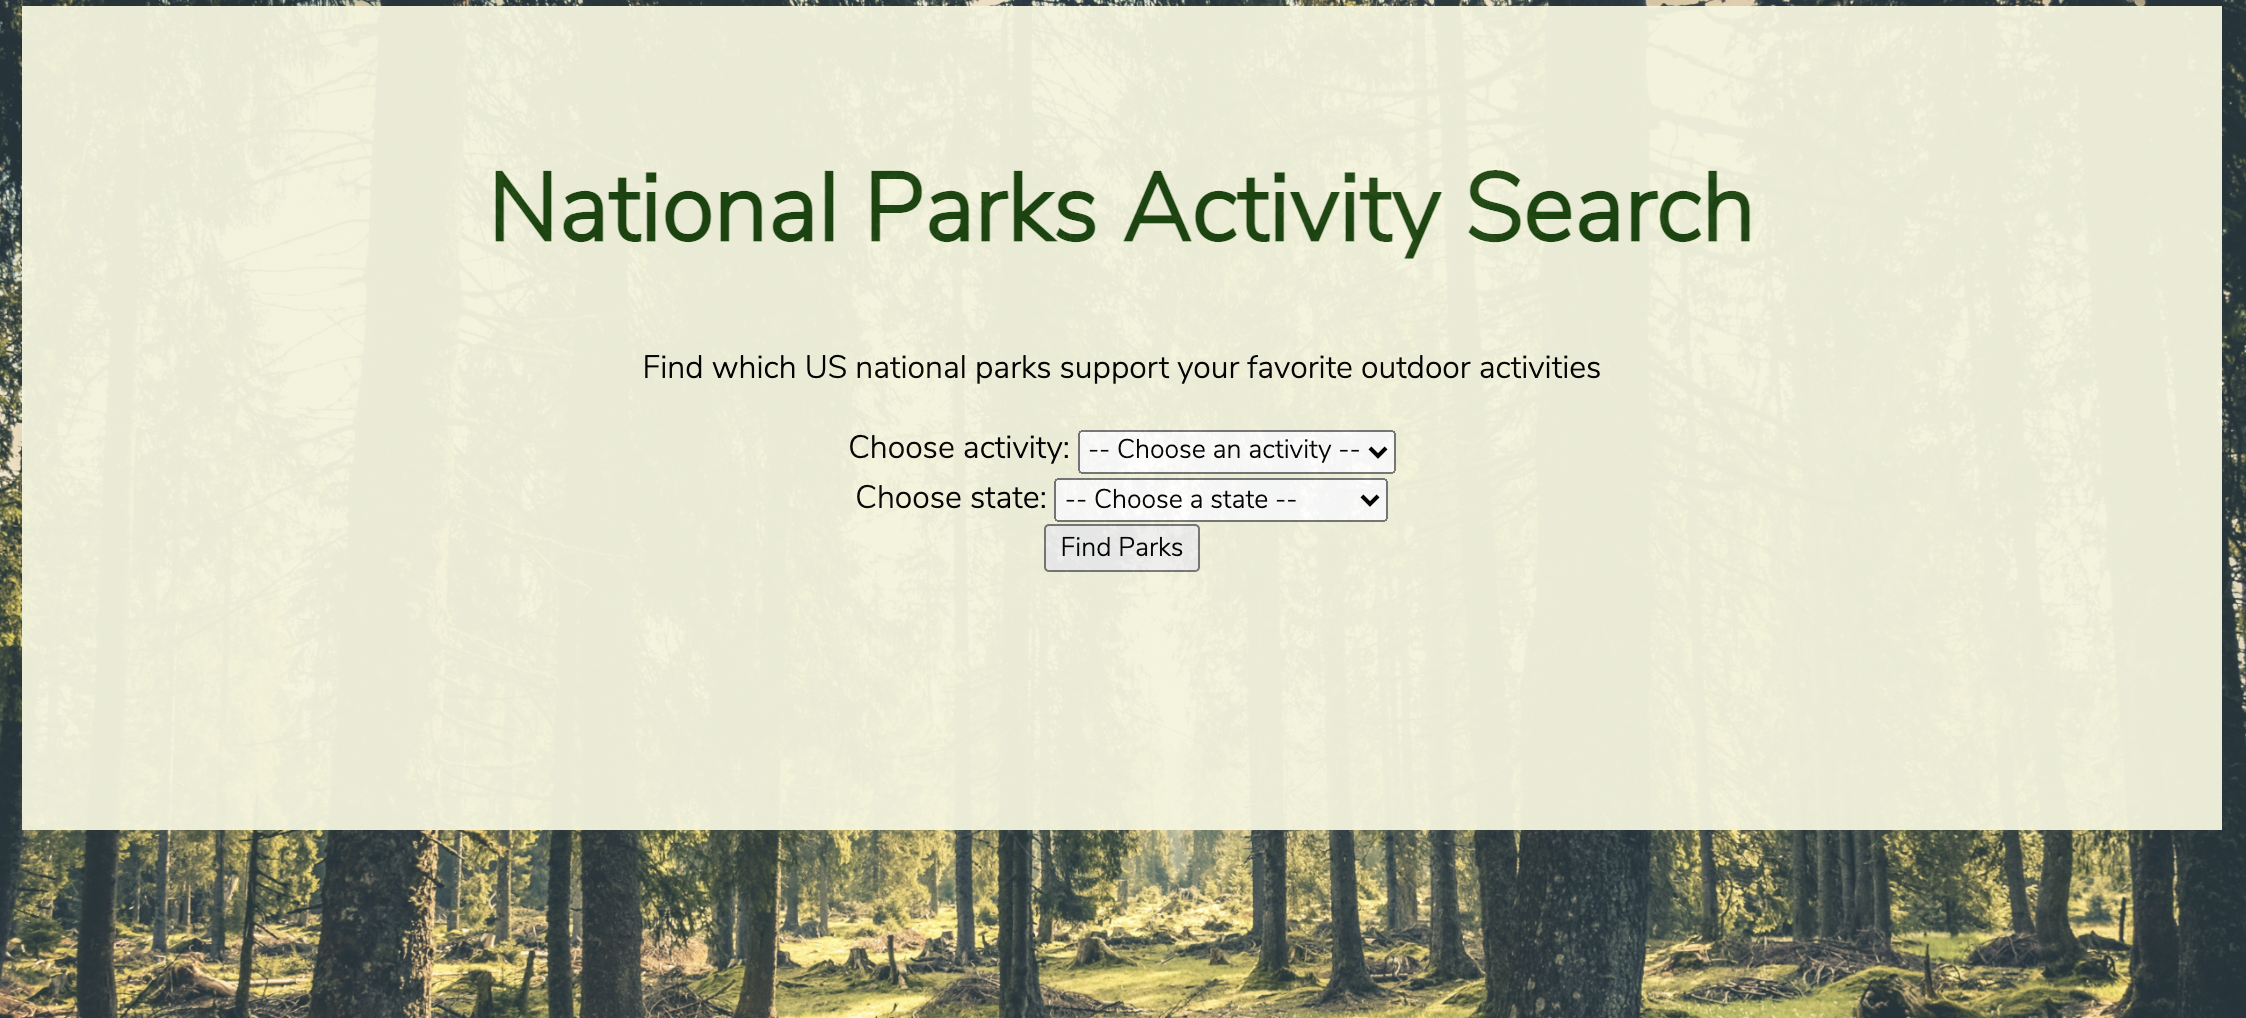 National Parks Activity Search
Find which US national parks support your favorite outdoor activities
Choose activity: -- Choose an activity --
Choose state: -- Choose a state --
Find Parks